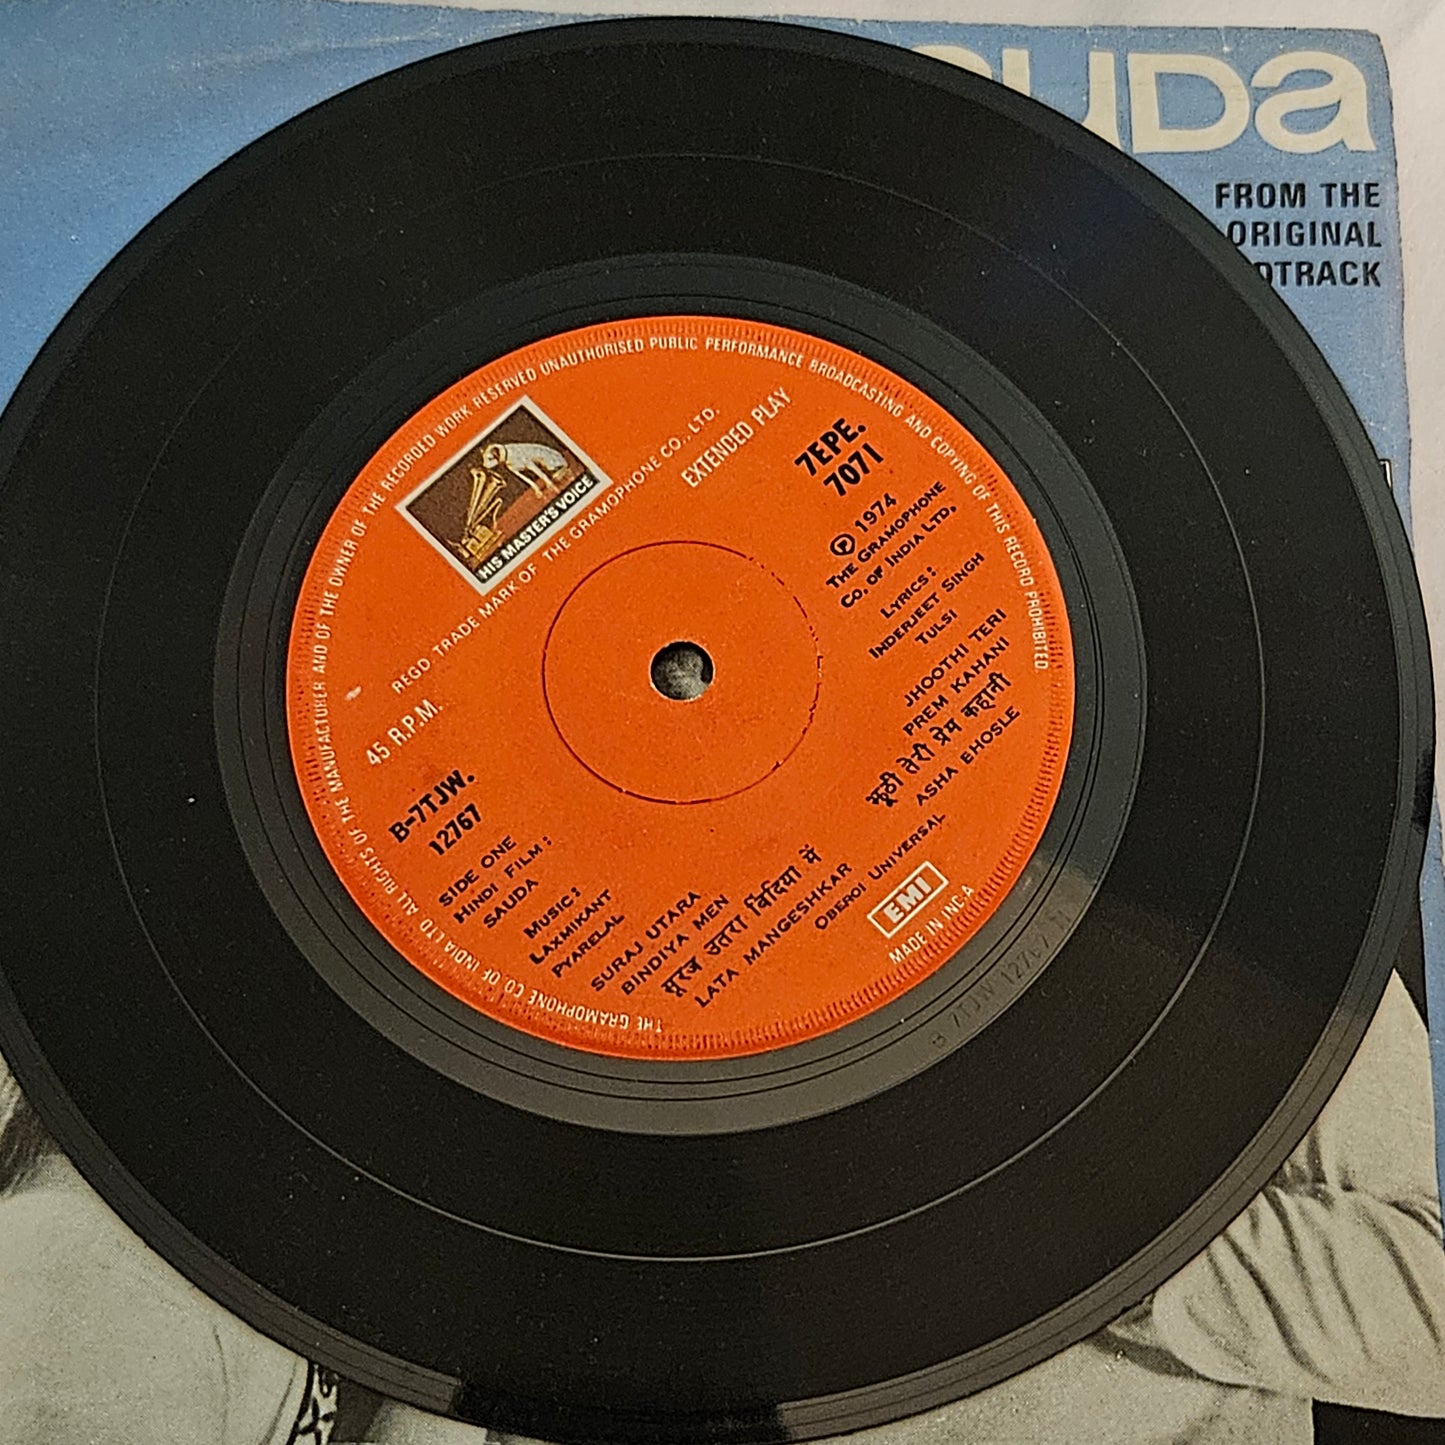 FROM THE
ORIGINAL
HIS MASTER'S VOICE
REGD. TRADE MARK OF THE GRAMOPHONE CO., LTD.
EXTENDED PLAY
7EPE.
7071
Ⓟ 1974
THE GRAMOPHONE
CO. OF INDIA LTD.
LYRICS:
INDERJEET SINGH
TULSI
JHOOTHI TERI
PREM KAHANI
झूठी तेरी प्रेम कहानी
ASHA BHOSLE
45 R.P.M.
B-7TJW.
12767
SIDE ONE
HINDI FILM:
SAUDA
MUSIC:
LAXMIKANT
PYARELAL
SURAJ UTARA
BINDIYA MEN
सूरज उतरा बिंदिया में
LATA MANGESHKAR
OBEROI UNIVERSAL
EMI
MADE IN INDIA
THE GRAMOPHONE CO. OF INDIA LTD ALL RIGHTS OF THE MANUFACTURER AND OF THE OWNER OF THE RECORDED WORK RESERVED UNAUTHORISED PUBLIC PERFORMANCE BROADCASTING AND COPYING OF THIS RECORD PROHIBITED.
7TJW 12767